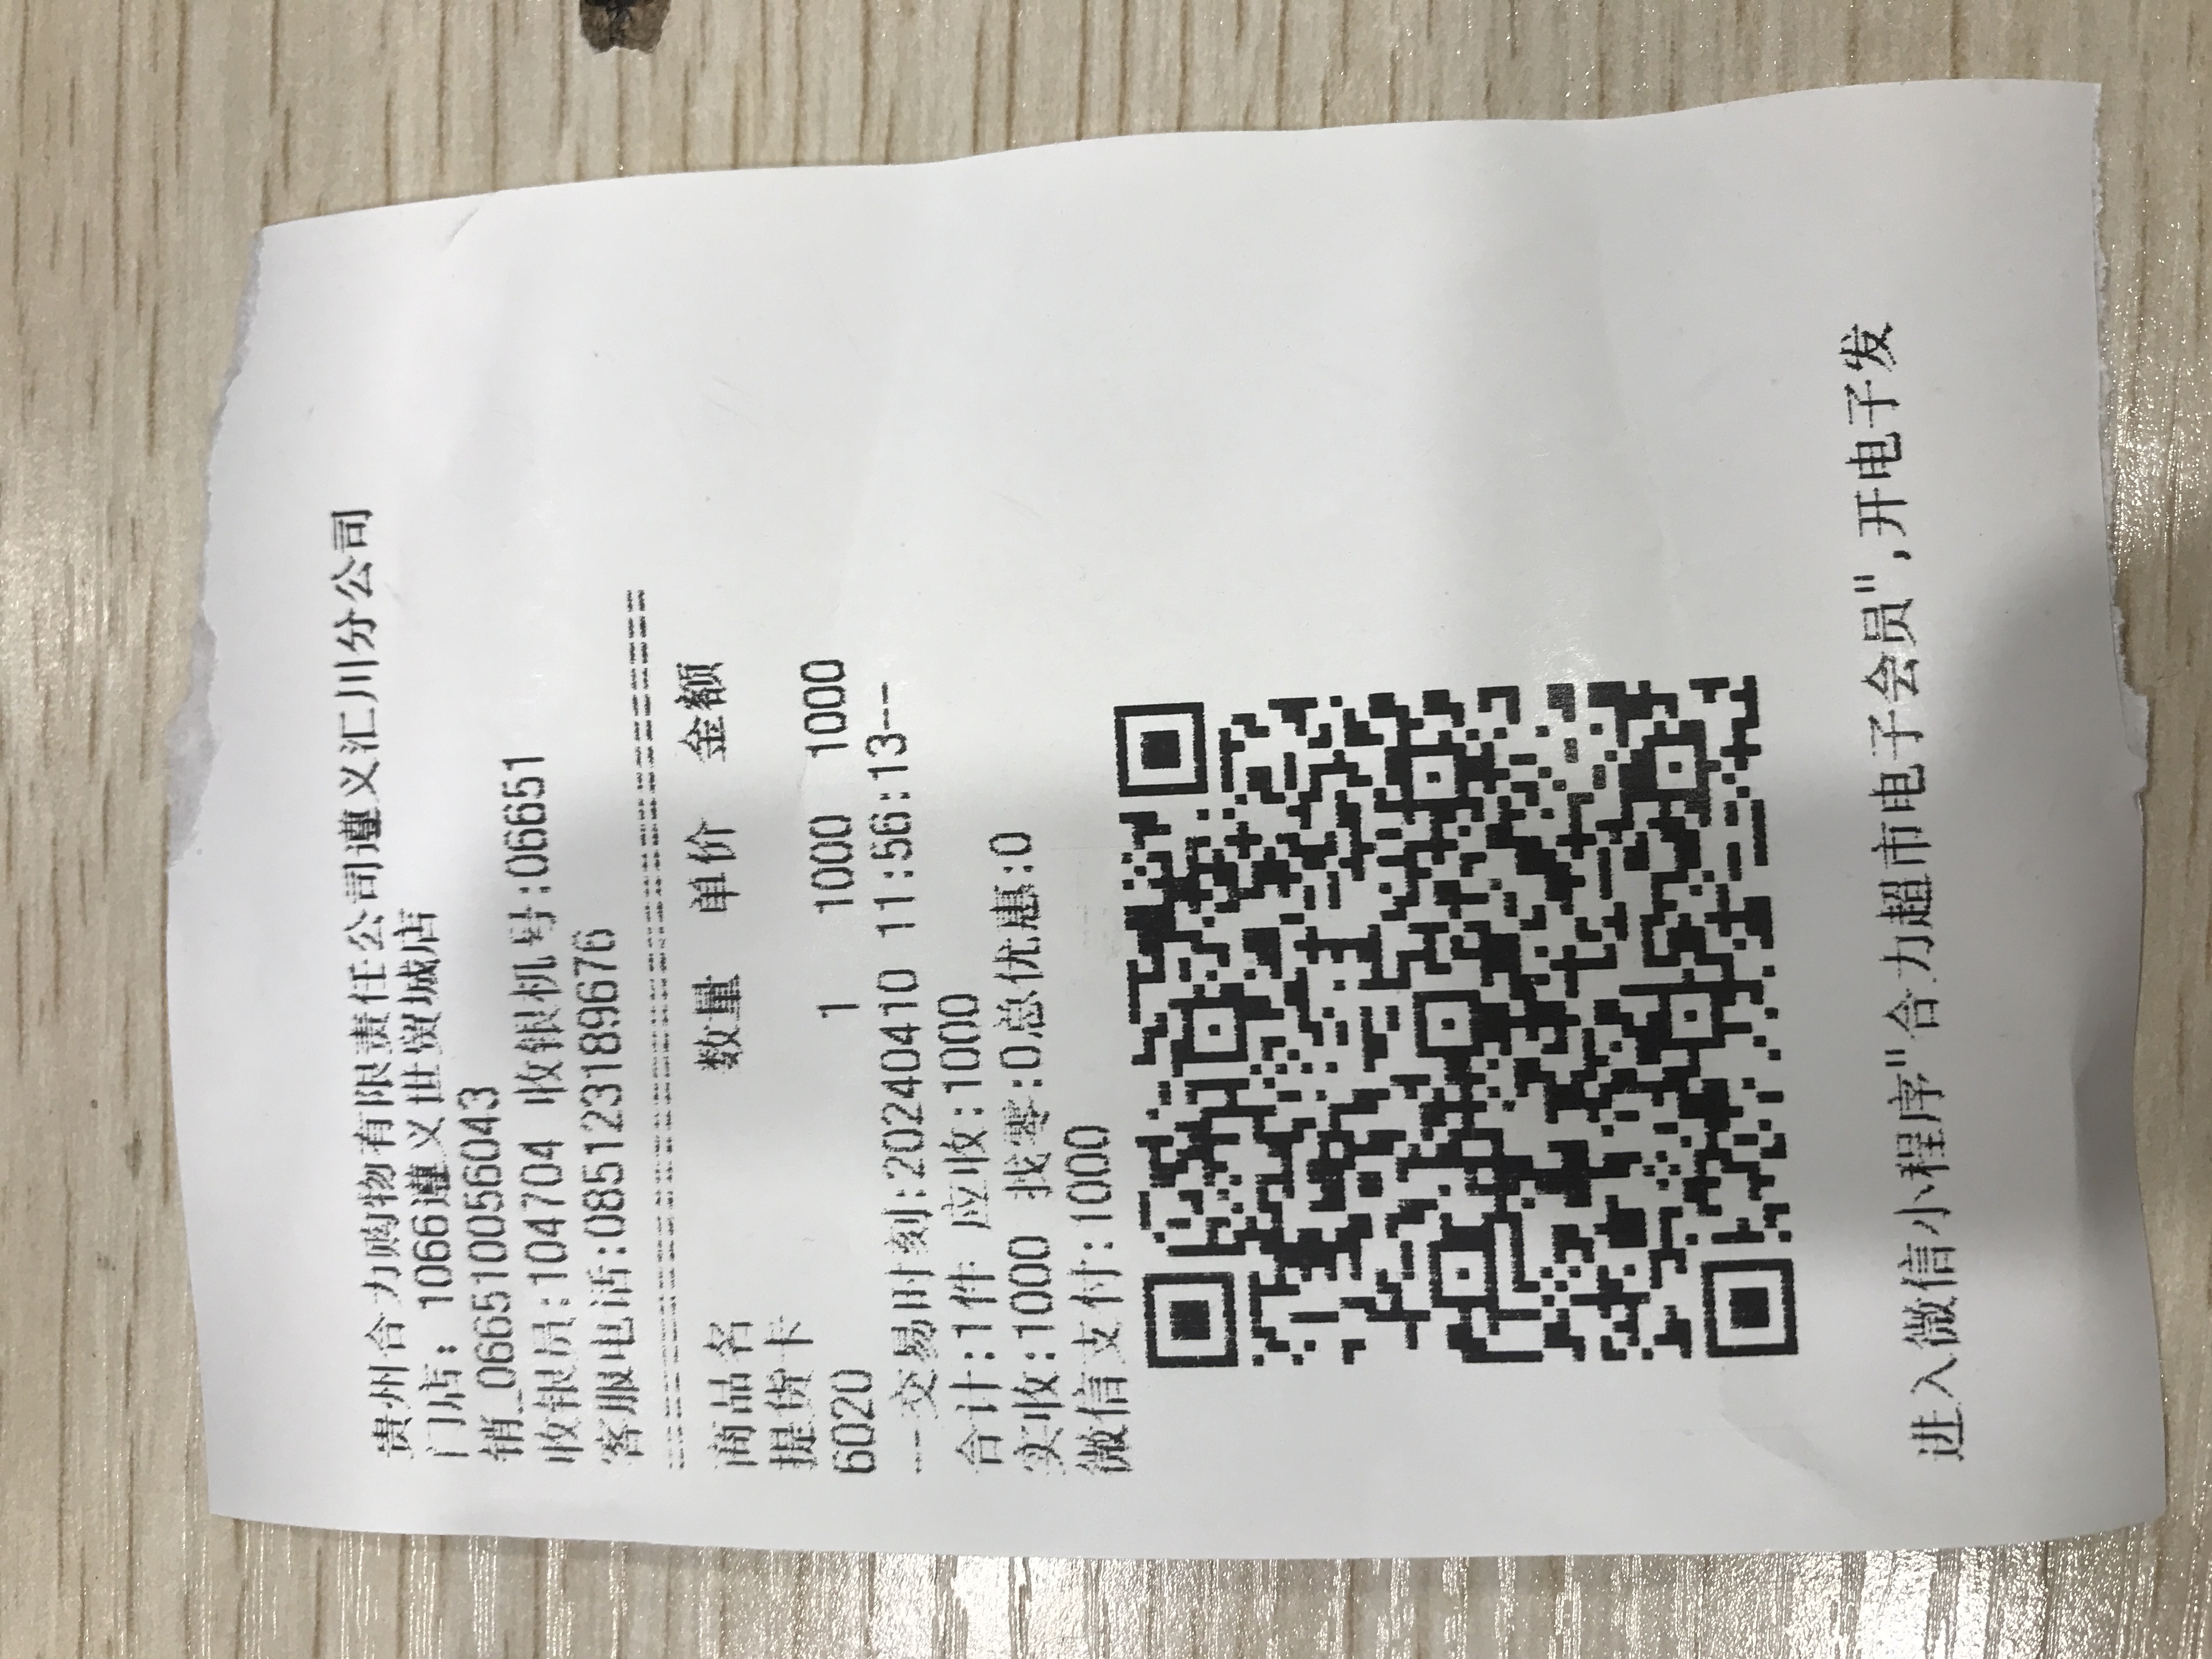 贵州合力购物有限责任公司遵义汇川分公司
门店: 1066遵义世贸城店
销_066510056043
收银员:104704 收银机号:06651
客服电话:085123189676
商品名 数量 单价 金额
提货卡
6020 1 1000 1000
---交易时刻:20240410 11:56:13--
合计:1件 应收:1000
实收:1000 找零:0总优惠:0
微信支付:1000
进入微信小程序"合力超市电子会员",开电子发